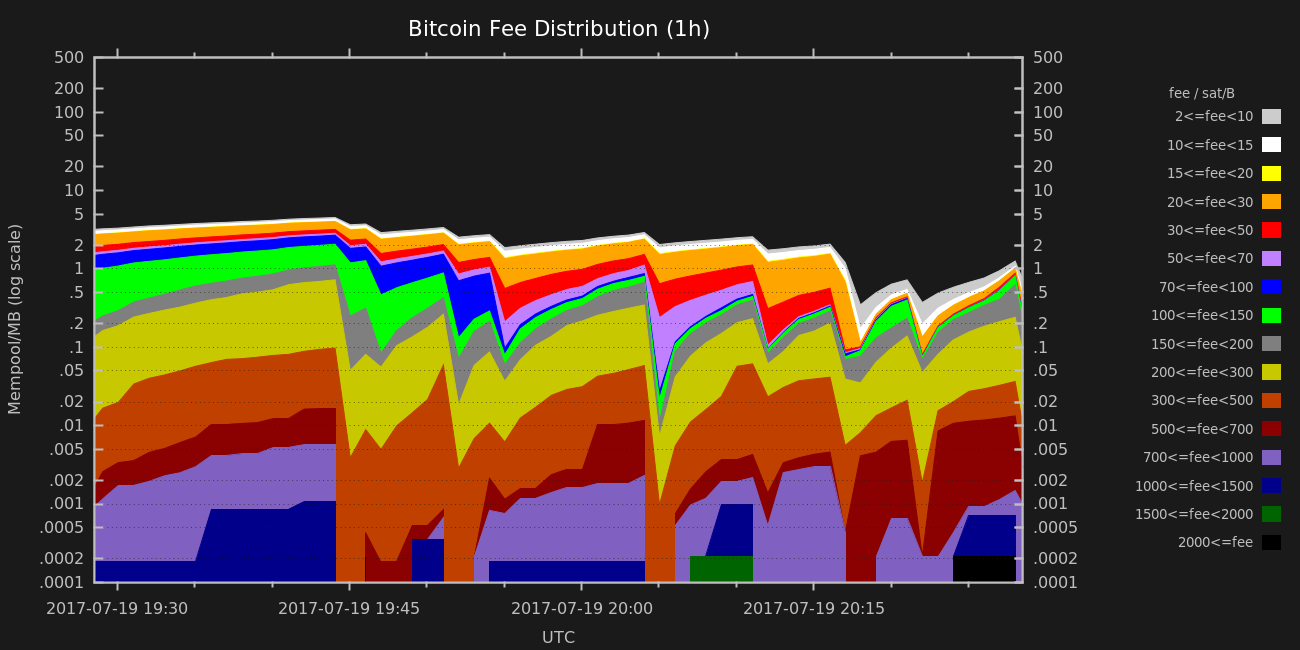 Bitcoin Fee Distribution (1h)
Mempool/MB (log scale)
500
200
100
50
20
10
5
2
1
.5
.2
.1
.05
.02
.01
.005
.002
.001
.0005
.0002
.0001
500
200
100
50
20
10
5
2
1
.5
.2
.1
.05
.02
.01
.005
.002
.001
.0005
.0002
.0001
2017-07-19 19:30
2017-07-19 19:45
2017-07-19 20:00
2017-07-19 20:15
UTC
fee / sat/B
2<=fee<10
10<=fee<15
15<=fee<20
20<=fee<30
30<=fee<50
50<=fee<70
70<=fee<100
100<=fee<150
150<=fee<200
200<=fee<300
300<=fee<500
500<=fee<700
700<=fee<1000
1000<=fee<1500
1500<=fee<2000
2000<=fee